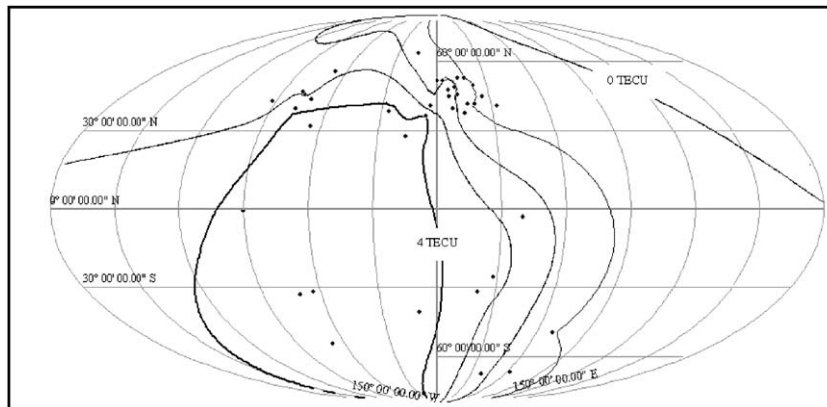 68° 00' 00.00" N
0 TECU
30° 00' 00.00" N
0° 00' 00.00" N
4 TECU
30° 00' 00.00" S
60° 00' 00.00" S
150° 00' 00.00" W
150° 00' 00.00" E